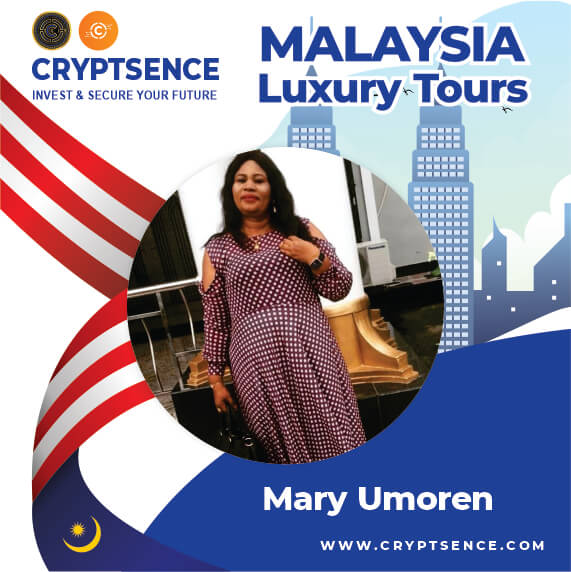 CRYPTSENCE
INVEST & SECURE YOUR FUTURE
MALAYSIA
Luxury Tours
Mary Umoren
WWW.CRYPTSENCE.COM